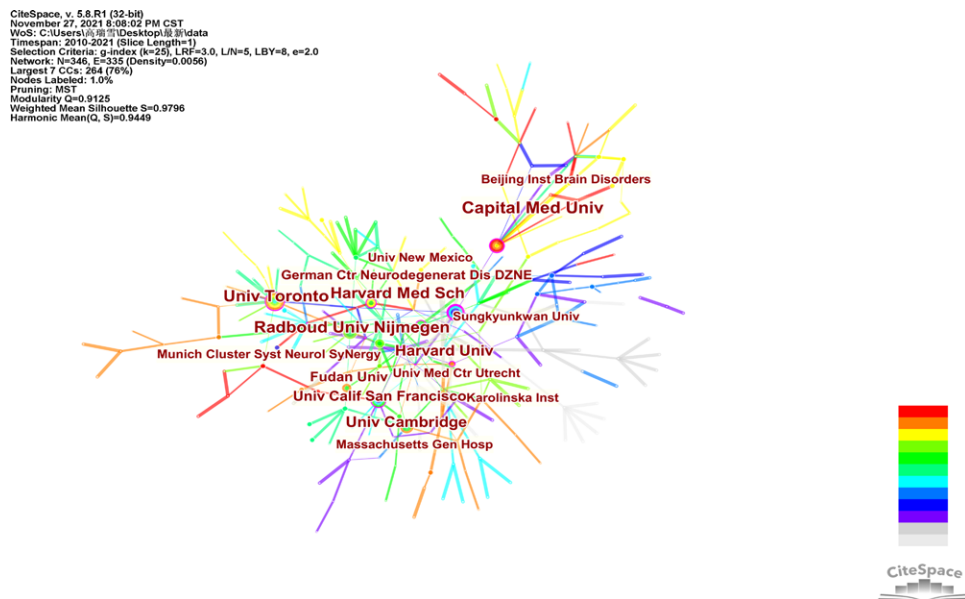 CiteSpace, v. 5.8.R1 (32-bit)
November 27, 2021 8:08:02 PM CST
WoS: C:\Users\高瑞雪\Desktop\最新\data
Timespan: 2010-2021 (Slice Length=1)
Selection Criteria: g-index (k=25), LRF=3.0, L/N=5, LBY=8, e=2.0
Network: N=346, E=335 (Density=0.0056)
Largest 7 CCs: 264 (76%)
Nodes Labeled: 1.0%
Pruning: MST
Modularity Q=0.9125
Weighted Mean Silhouette S=0.9796
Harmonic Mean(Q, S)=0.9449
Beijing Inst Brain Disorders
Capital Med Univ
Univ New Mexico
German Ctr Neurodegenerat Dis DZNE
Univ Toronto
Harvard Med Sch
Sungkyunkwan Univ
Radboud Univ Nijmegen
Harvard Univ
Munich Cluster Syst Neurol SyNergy
Univ Med Ctr Utrecht
Fudan Univ
Univ Calif San Francisco
Karolinska Inst
Univ Cambridge
Massachusetts Gen Hosp
CiteSpace